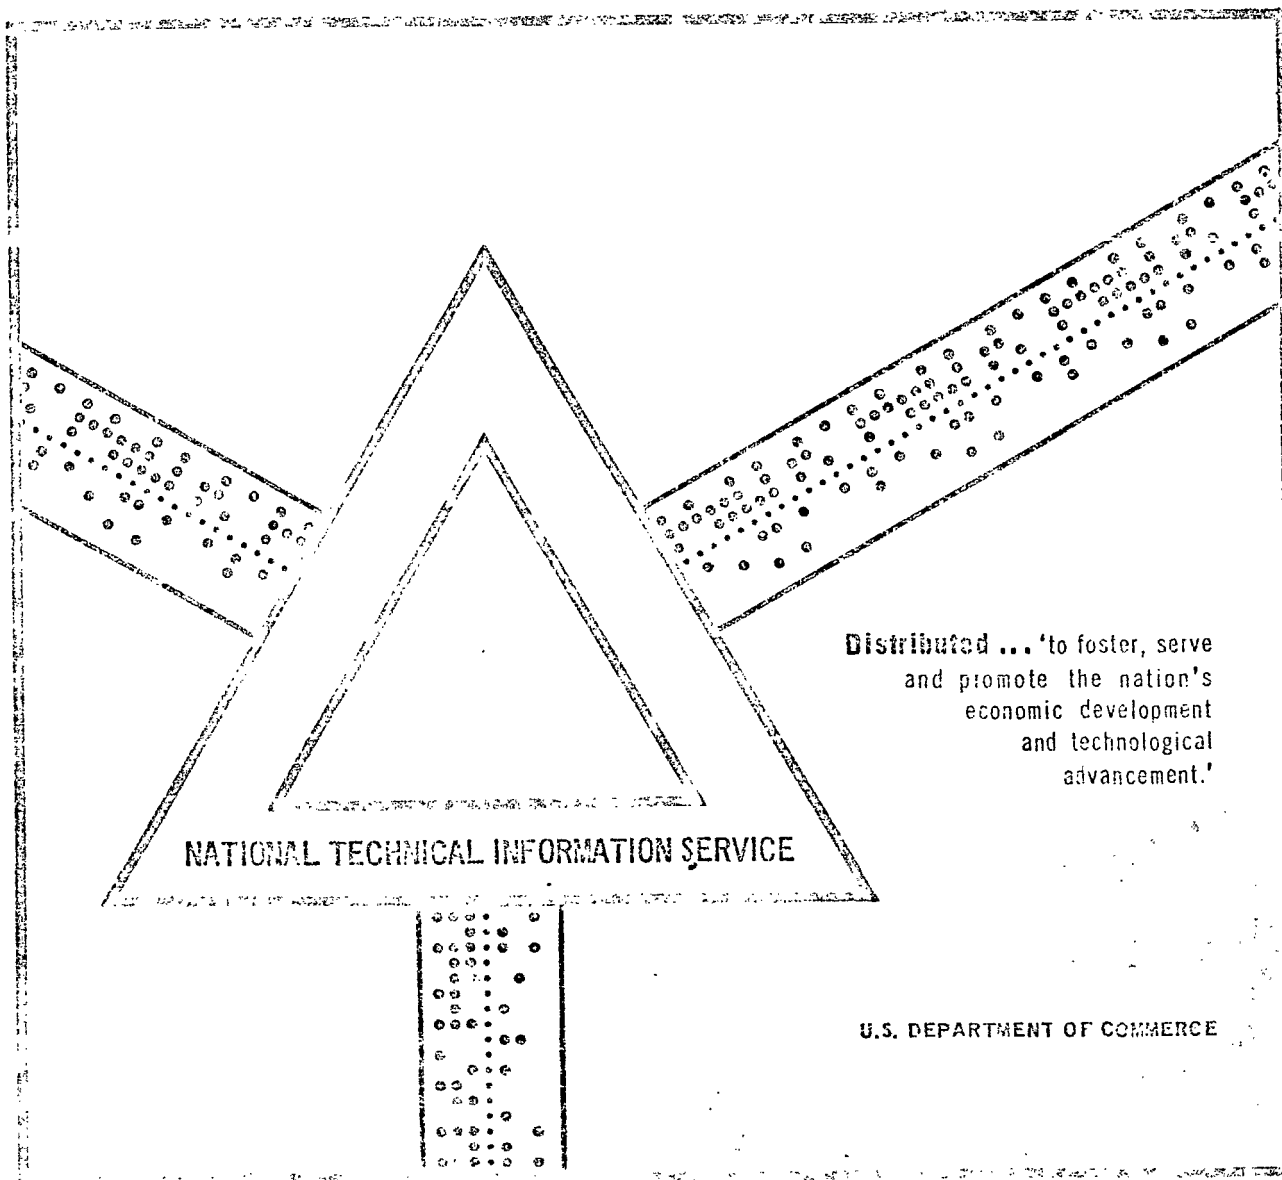 Distributed ... 'to foster, serve
and promote the nation's
economic development
and technological
advancement.'
NATIONAL TECHNICAL INFORMATION SERVICE
U.S. DEPARTMENT OF COMMERCE